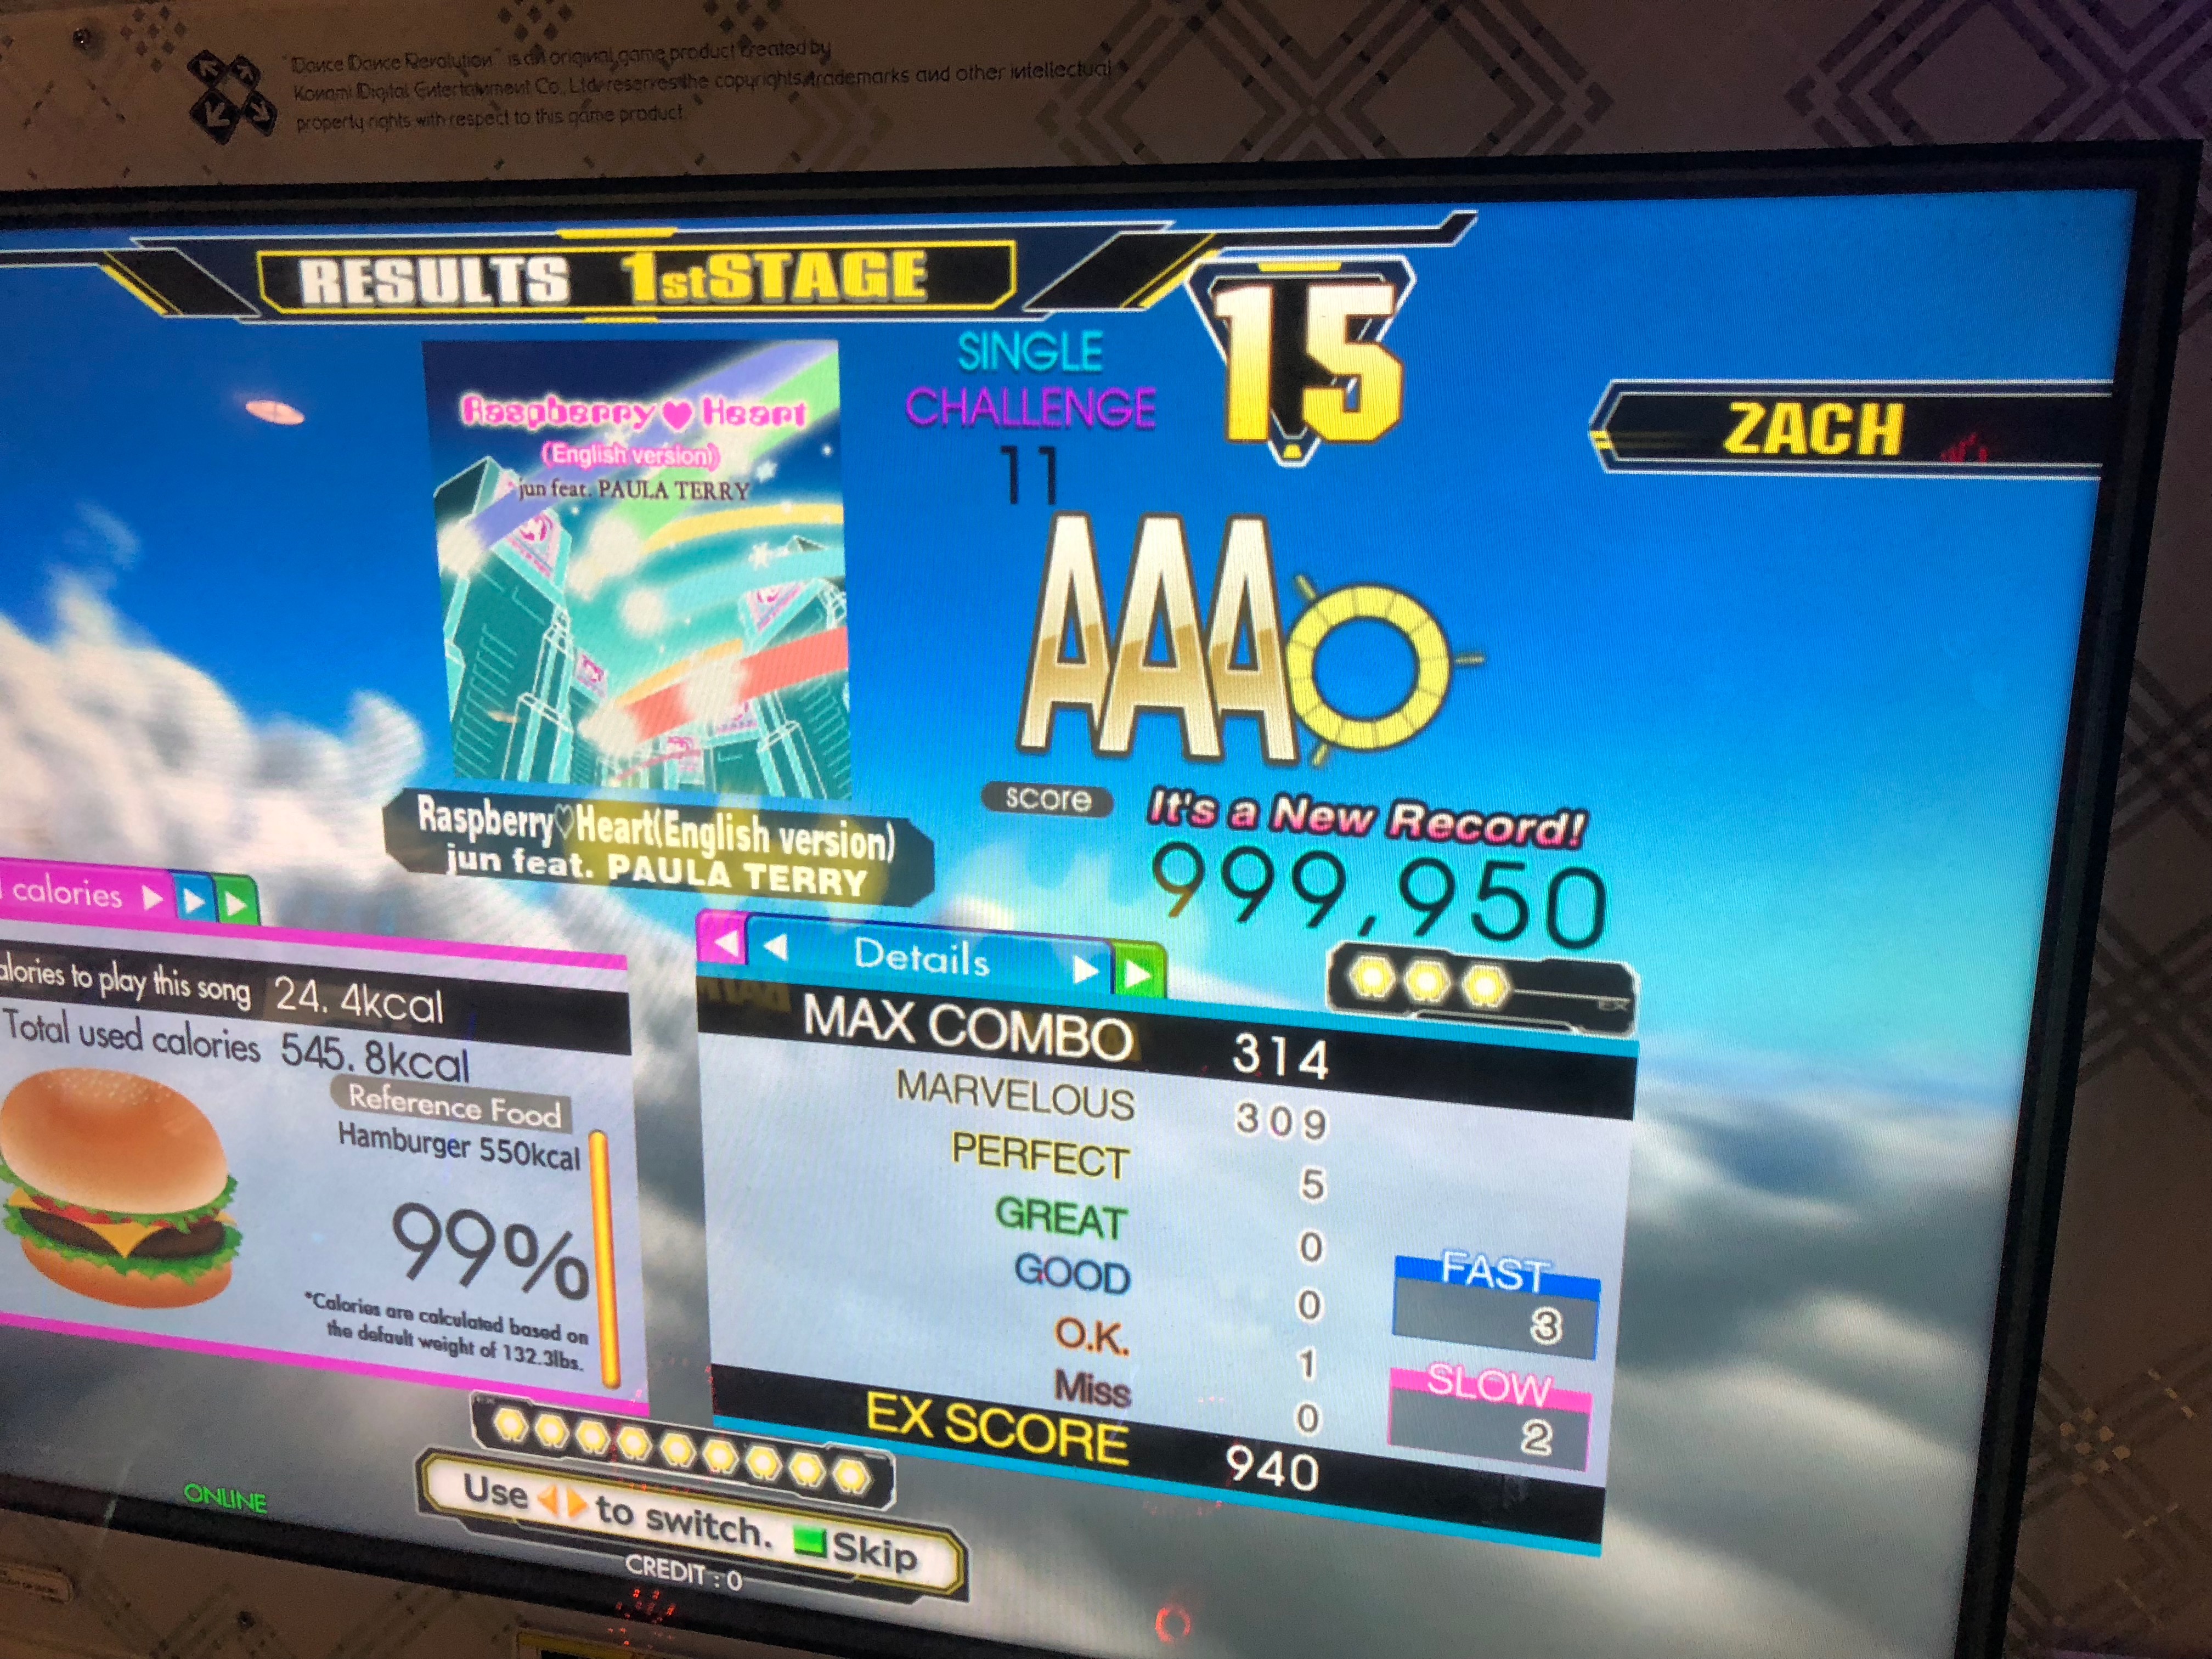 "Dance Dance Revolution" is an original game product created by
Konami Digital Entertainment Co., Ltd. reserves the copyrights, trademarks and other intellectual
property rights with respect to this game product.
RESULTS 1st STAGE
15
SINGLE
CHALLENGE
11
ZACH
Raspberry♥Heart
(English version)
jun feat. PAULA TERRY
AAA
Raspberry♡Heart(English version)
jun feat. PAULA TERRY
score
It's a New Record!
999,950
calories
alories to play this song 24.4kcal
Total used calories 545.8kcal
Reference Food
Hamburger 550kcal
99%
*Calories are calculated based on
the default weight of 132.3lbs.
Details
EX
MAX COMBO 314
MARVELOUS 309
PERFECT 5
GREAT 0
GOOD 0
O.K. 1
Miss 0
EX SCORE 940
FAST
3
SLOW
2
EX
Use ◀▶ to switch. Skip
ONLINE
CREDIT : 0